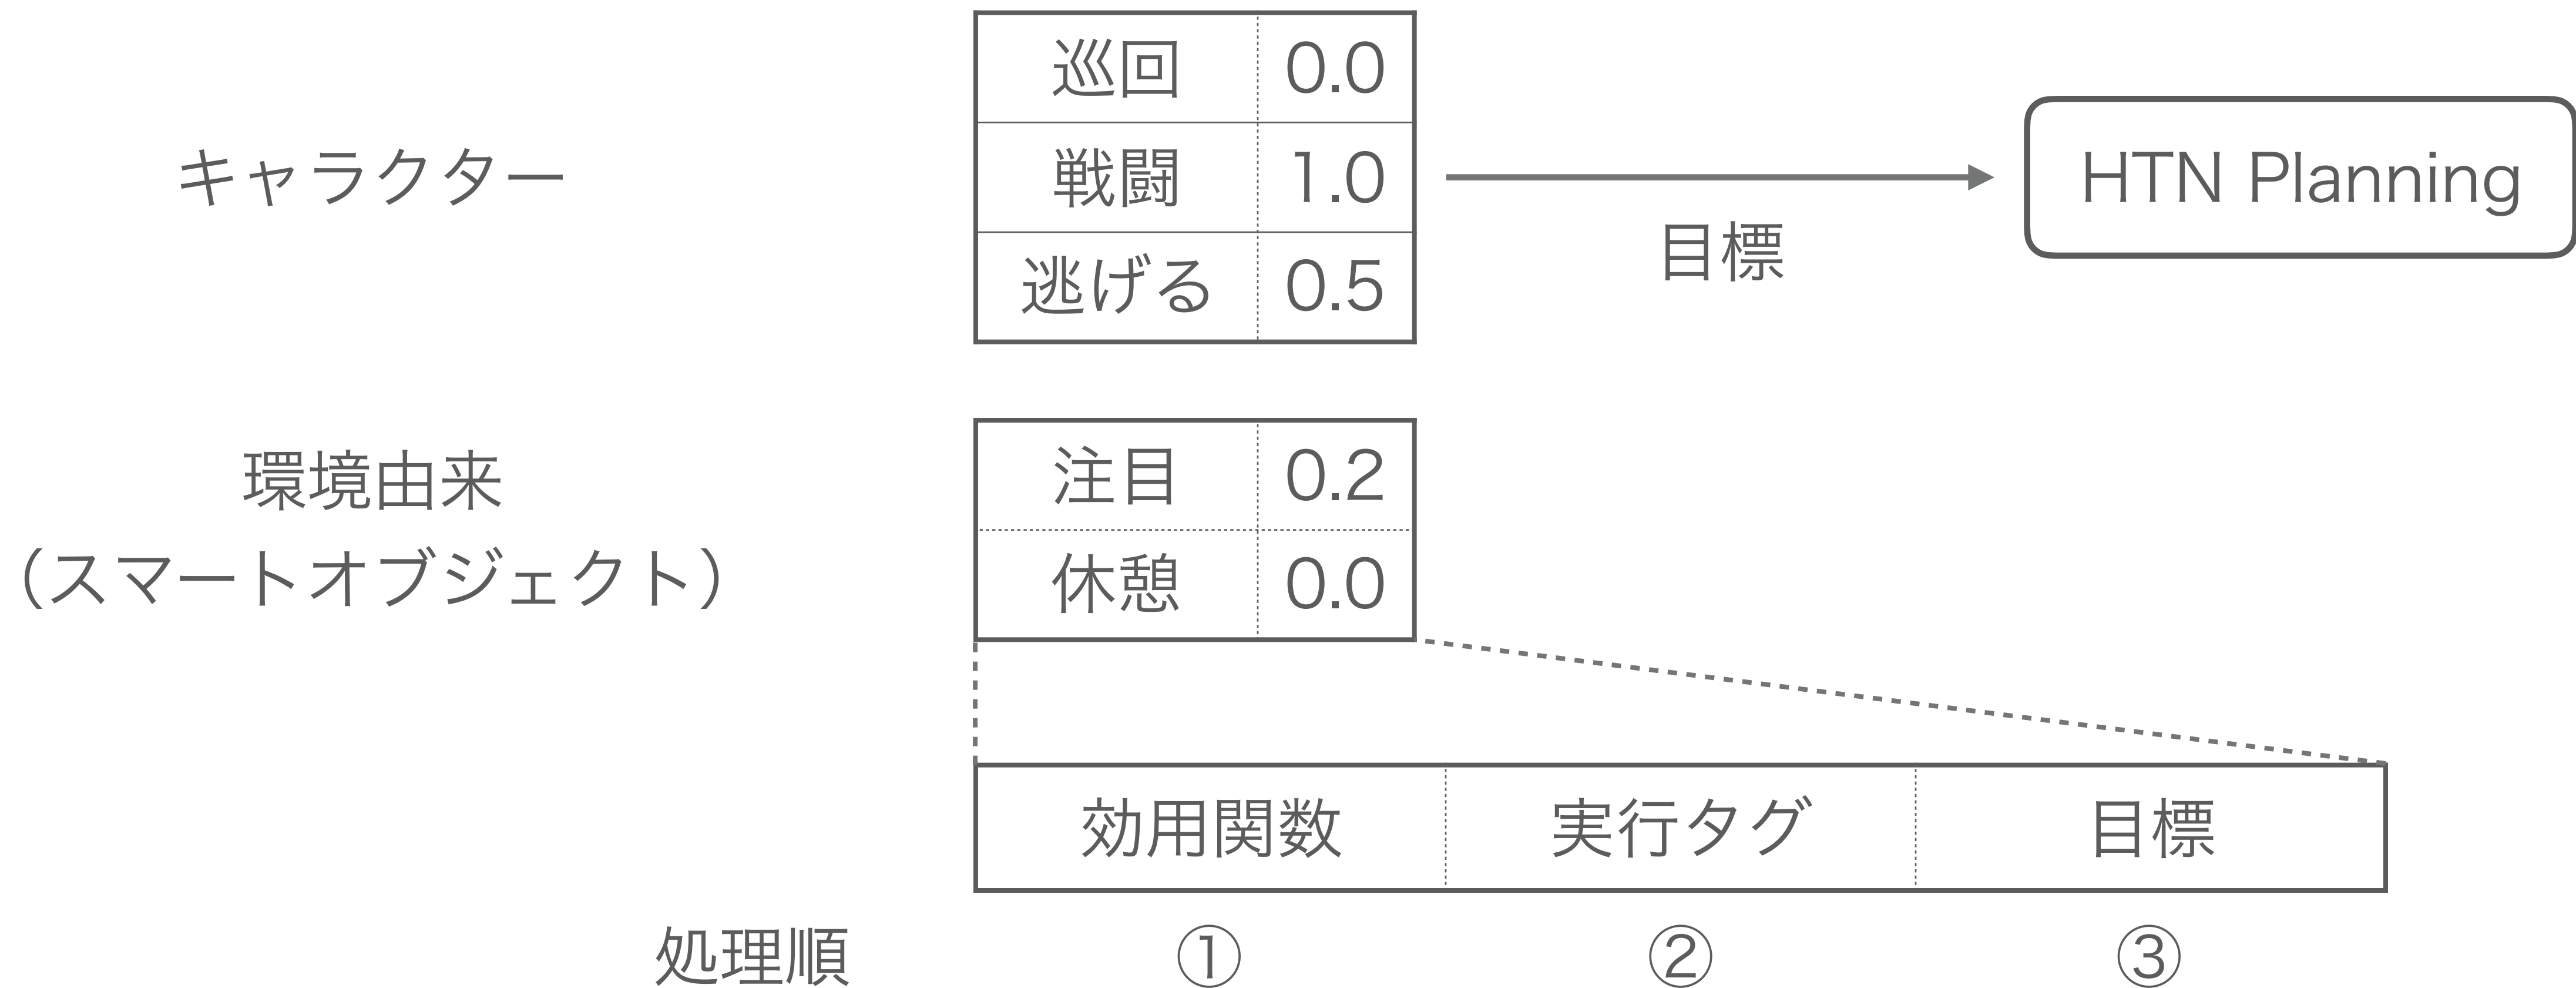 巡回 0.0
キャラクター 戦闘 1.0 HTN Planning
逃げる 0.5 目標
環境由来 注目 0.2
（スマートオブジェクト） 休憩 0.0
効用関数 実行タグ 目標
処理順 ① ② ③